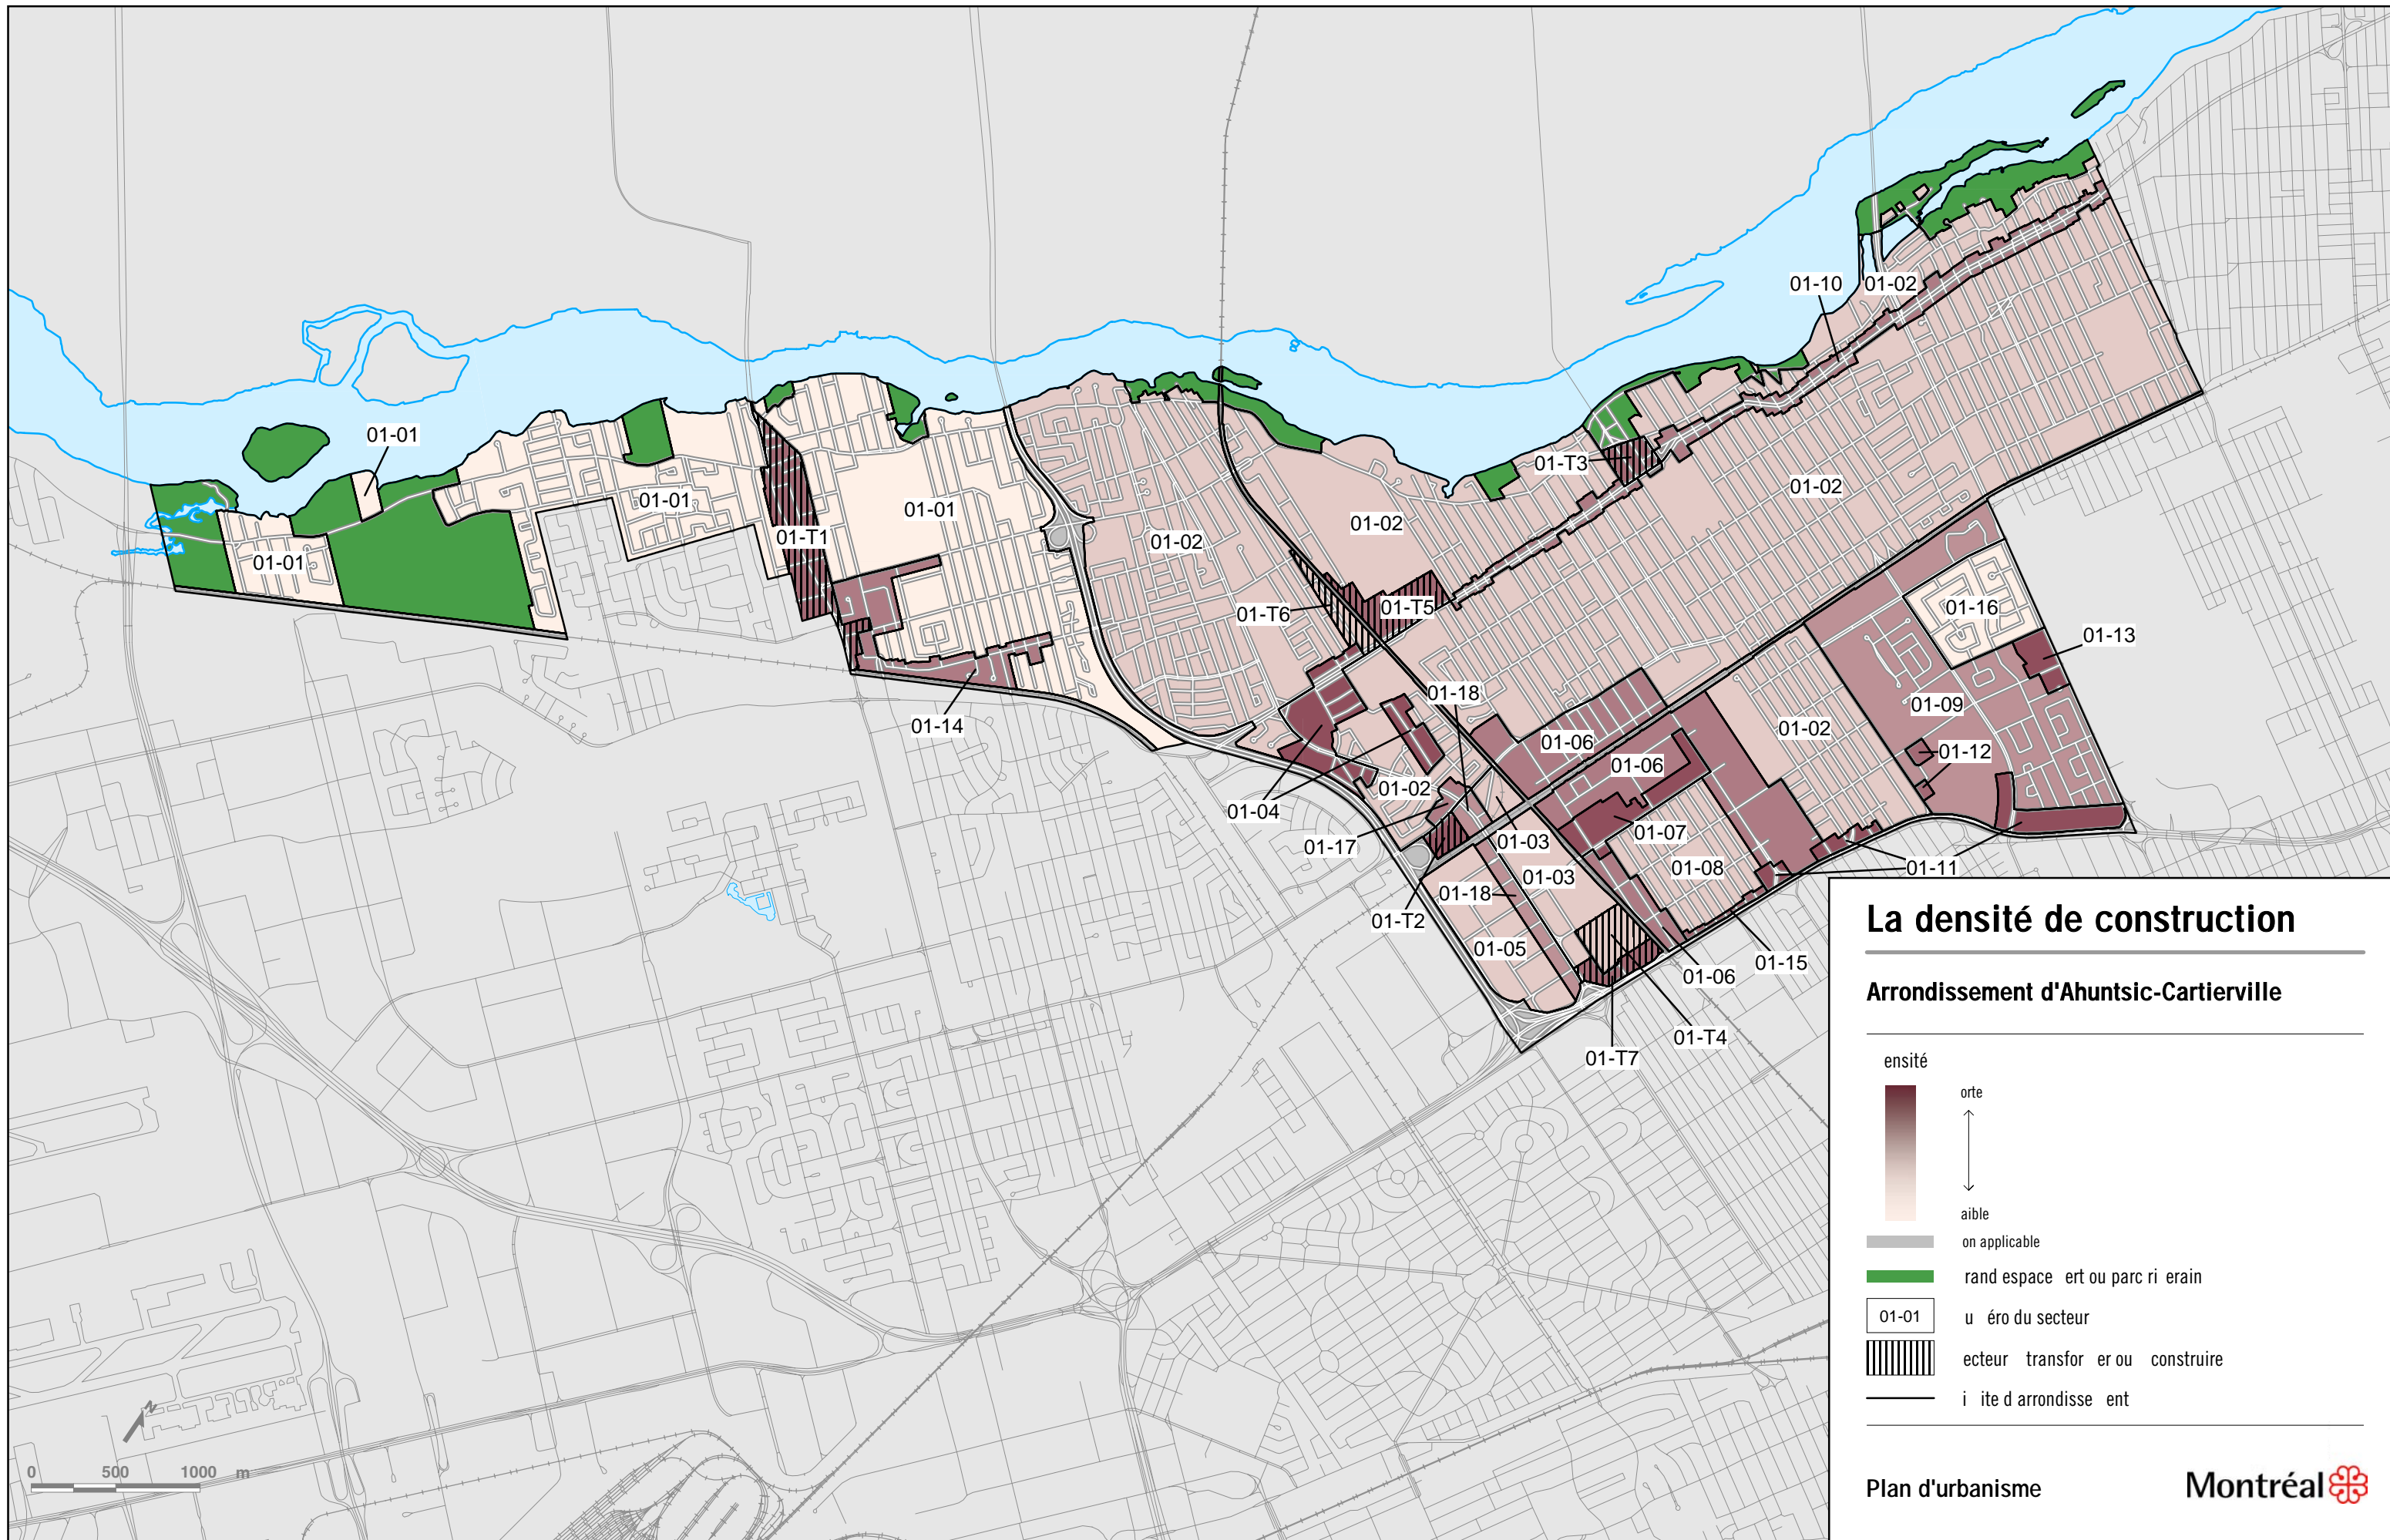 01-10
01-02
01-01
01-T3
01-01
01-02
01-01
01-02
01-T1
01-02
01-01
01-T6
01-T5
01-16
01-13
01-18
01-09
01-14
01-02
01-06
01-12
01-06
01-02
01-04
01-07
01-03
01-17
01-08
01-11
01-03
01-18
01-T2
01-05
01-15
01-06
01-T4
01-T7
La densité de construction
Arrondissement d'Ahuntsic-Cartierville
ensité
orte
aible
on applicable
rand espace ert ou parc ri erain
01-01 u éro du secteur
ecteur transfor er ou construire
i ite d arrondisse ent
N
0 500 1000 m
Plan d'urbanisme
Montréal